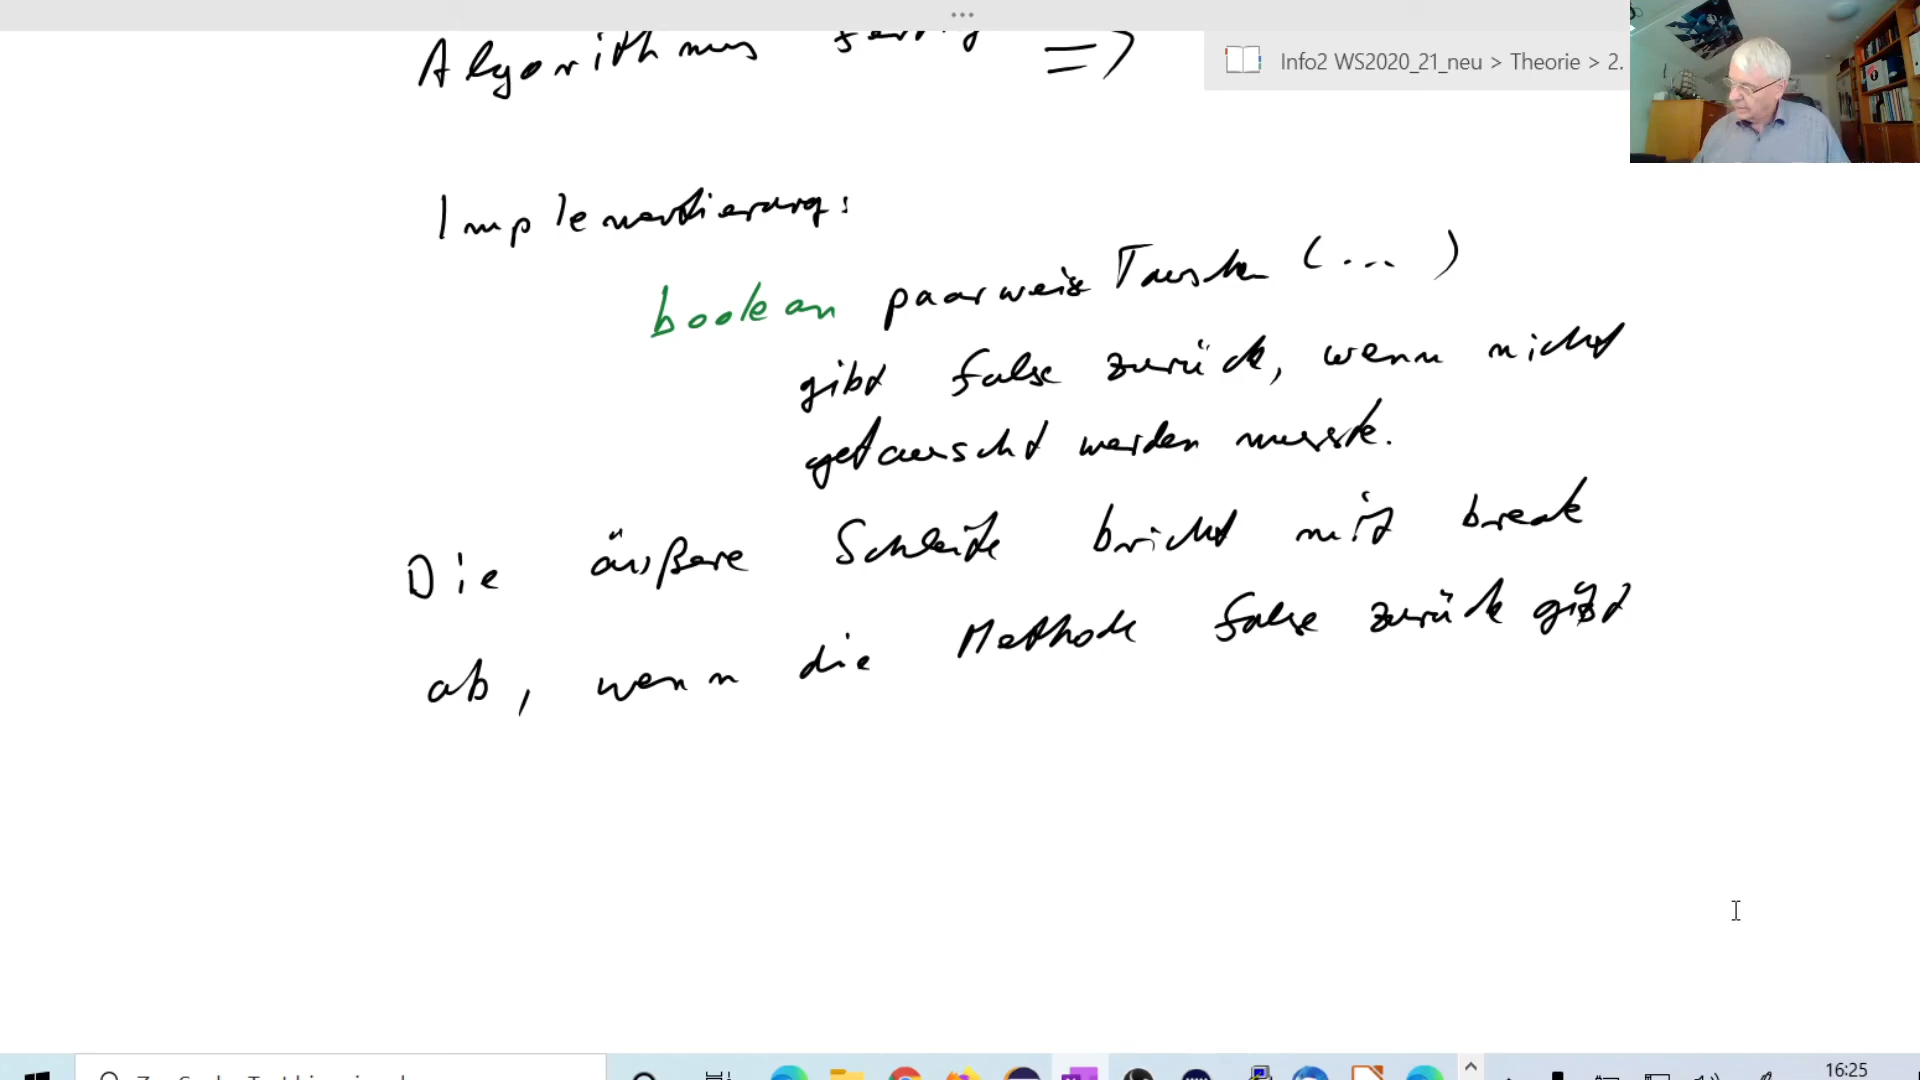 Algorithmus fertig =>
Info2 WS2020_21_neu > Theorie > 2.
Implementierung:
boolean paarweisTauschen (... )
gibt false zurück, wenn nicht
getauscht werden musste.
Die äußere Schleife bricht mit break
ab, wenn die Methode false zurück gibt
16:25